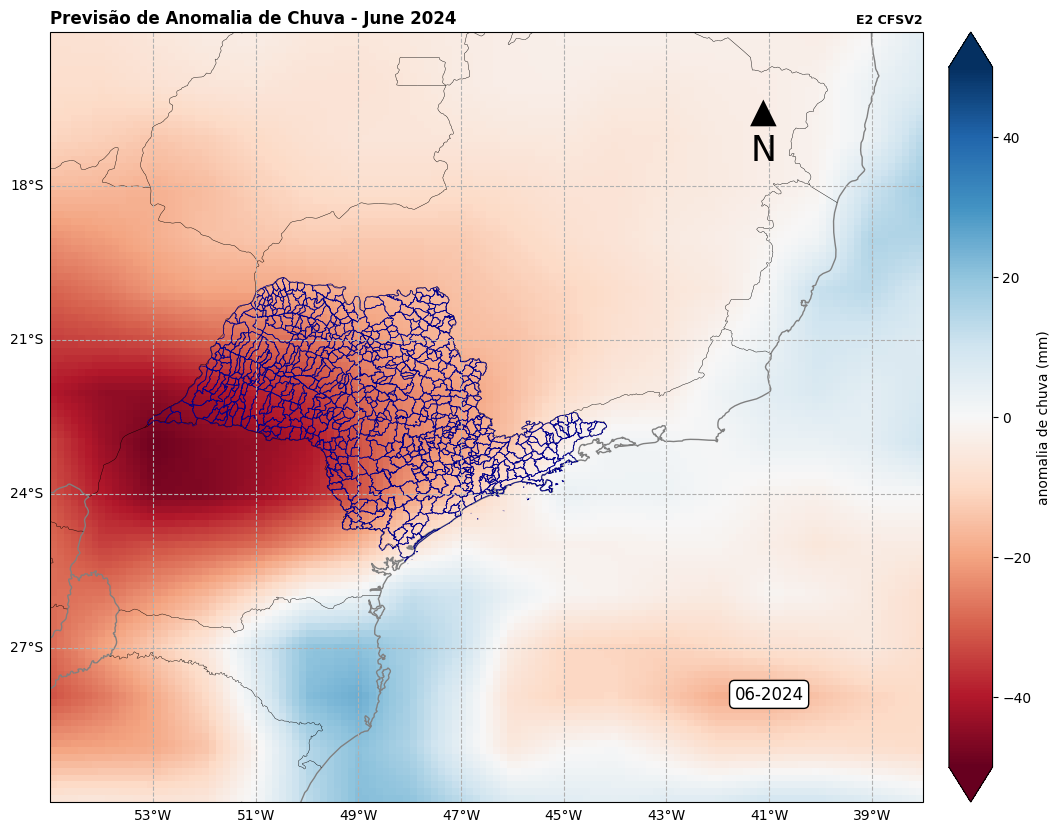 Previsão de Anomalia de Chuva - June 2024
E2 CFSV2
N
18°S
21°S
24°S
27°S
06-2024
53°W
51°W
49°W
47°W
45°W
43°W
41°W
39°W
40
20
0
−20
−40
anomalia de chuva (mm)